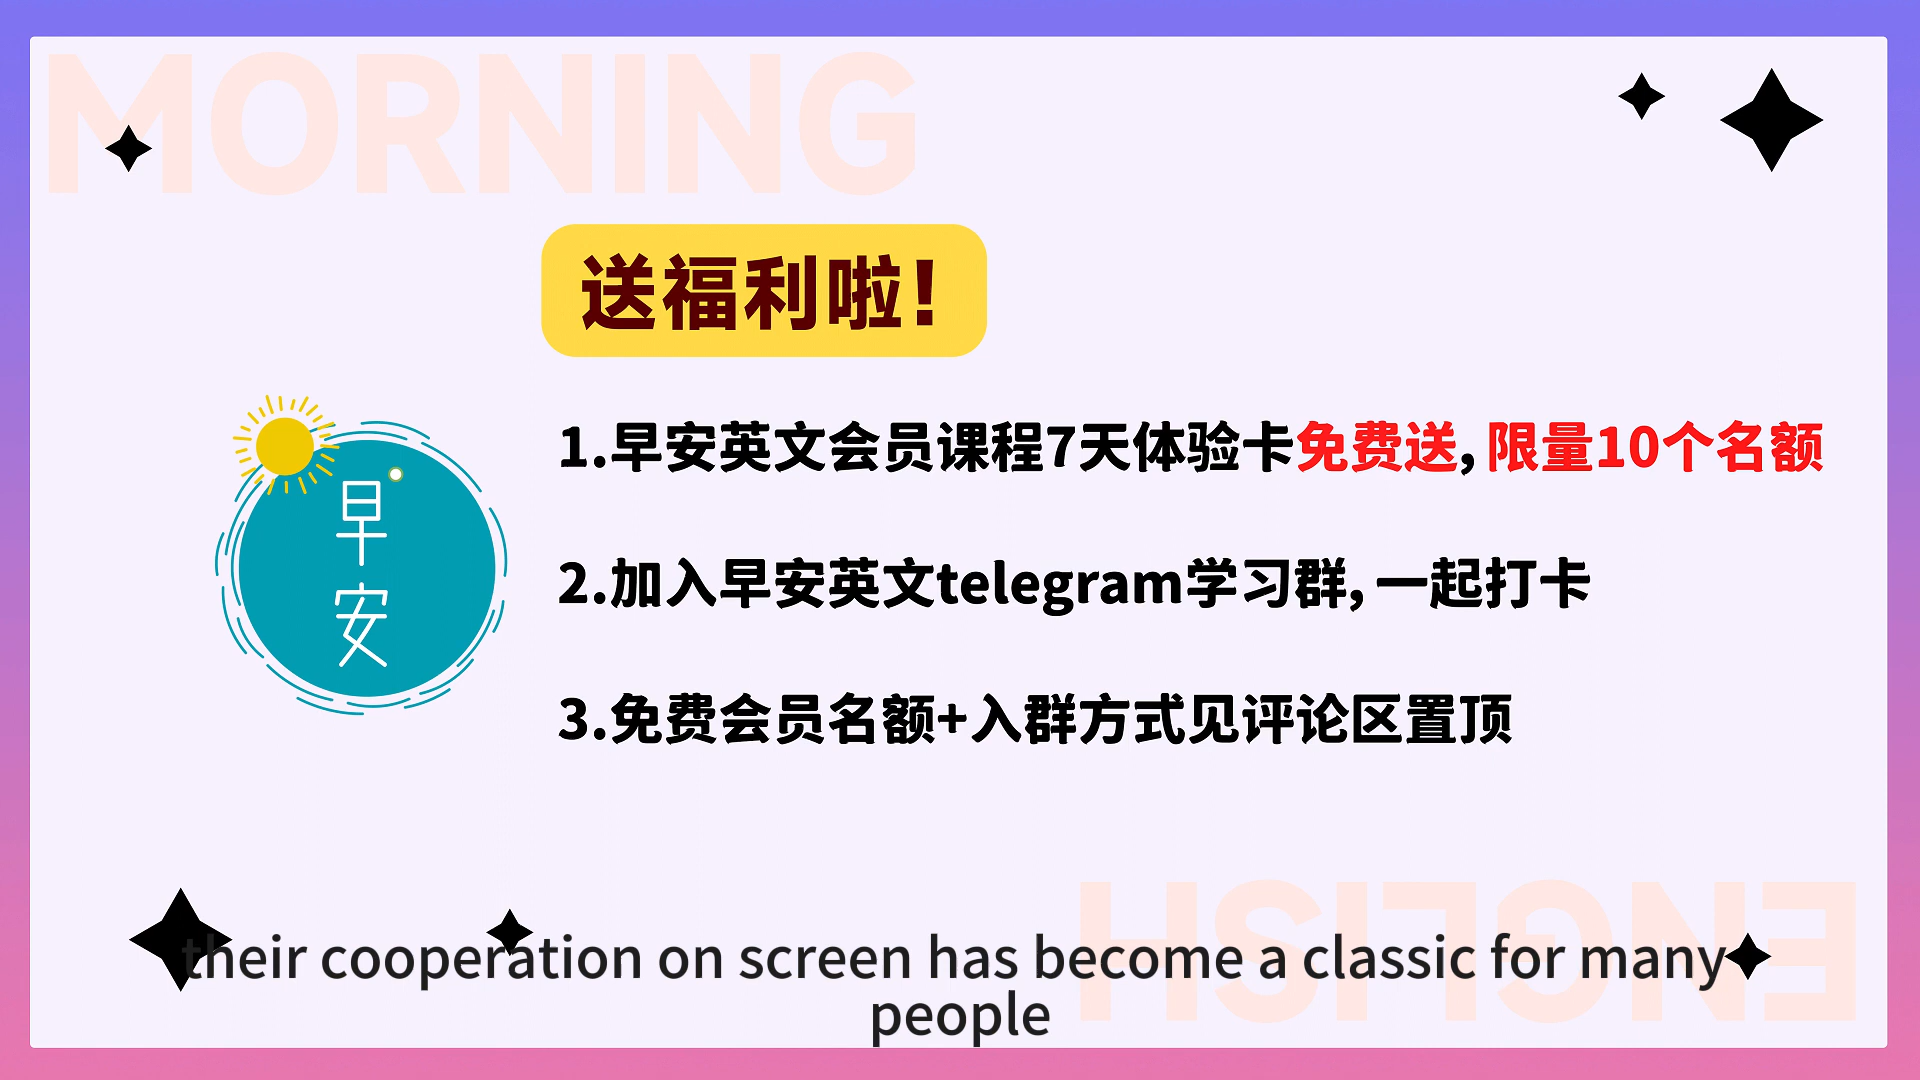 MORNING
送福利啦!
早安
1.早安英文会员课程7天体验卡免费送,限量10个名额
2.加入早安英文telegram学习群,一起打卡
3.免费会员名额+入群方式见评论区置顶
ENGLISH
their cooperation on screen has become a classic for many
people